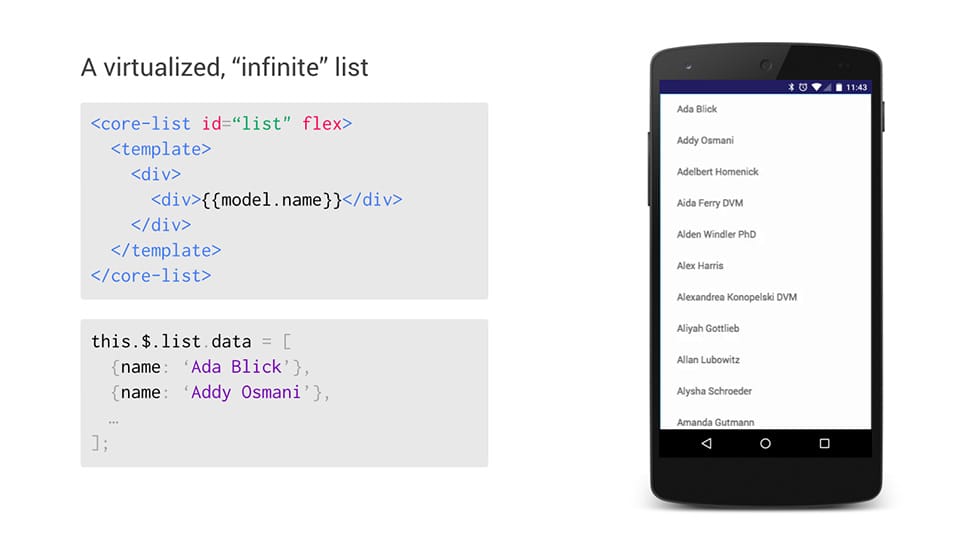 A virtualized, “infinite” list
<core-list id=“list” flex>
<template>
<div>
<div>{{model.name}}</div>
</div>
</template>
</core-list>
this.$.list.data = [
{name: ‘Ada Blick’},
{name: ‘Addy Osmani’},
…
];
11:43
Ada Blick
Addy Osmani
Adelbert Homenick
Aida Ferry DVM
Alden Windler PhD
Alex Harris
Alexandrea Konopelski DVM
Aliyah Gottlieb
Allan Lubowitz
Alysha Schroeder
Amanda Gutmann